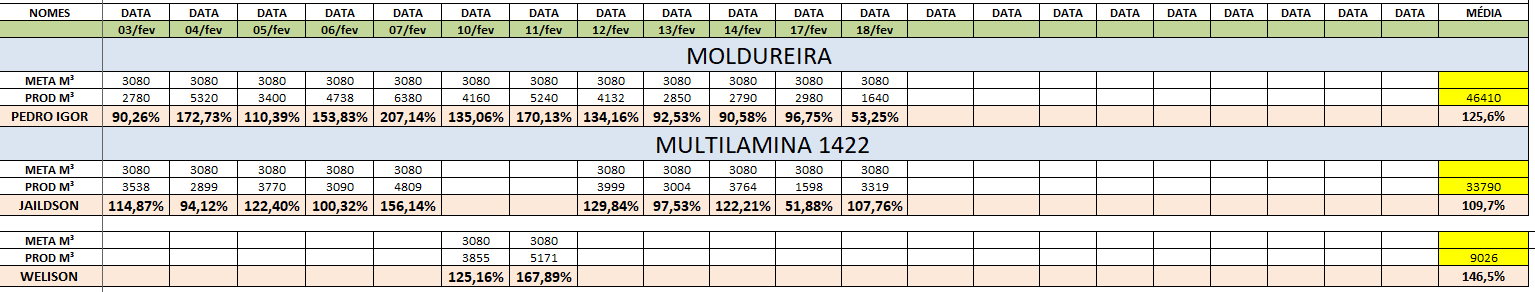 NOMES DATA DATA DATA DATA DATA DATA DATA DATA DATA DATA DATA DATA DATA DATA DATA DATA DATA DATA DATA DATA MÉDIA
03/fev 04/fev 05/fev 06/fev 07/fev 10/fev 11/fev 12/fev 13/fev 14/fev 17/fev 18/fev
MOLDUREIRA
META M³ 3080 3080 3080 3080 3080 3080 3080 3080 3080 3080 3080 3080
PROD M³ 2780 5320 3400 4738 6380 4160 5240 4132 2850 2790 2980 1640 46410
PEDRO IGOR 90,26% 172,73% 110,39% 153,83% 207,14% 135,06% 170,13% 134,16% 92,53% 90,58% 96,75% 53,25% 125,6%
MULTILAMINA 1422
META M³ 3080 3080 3080 3080 3080 3080 3080 3080 3080 3080
PROD M³ 3538 2899 3770 3090 4809 3999 3004 3764 1598 3319 33790
JAILDSON 114,87% 94,12% 122,40% 100,32% 156,14% 129,84% 97,53% 122,21% 51,88% 107,76% 109,7%
META M³ 3080 3080
PROD M³ 3855 5171 9026
WELISON 125,16% 167,89% 146,5%